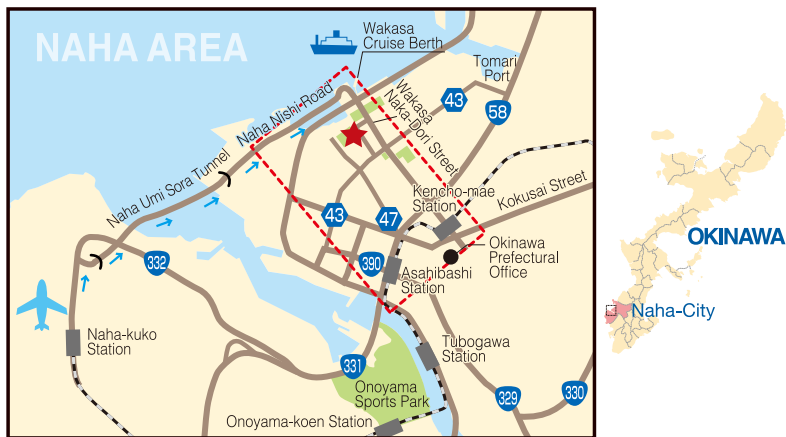 NAHA AREA
Wakasa
Cruise Berth
Tomari
Port
43
58
Wakasa
Naka-Dori Street
Naha Nishi Road
Naha Umi Sora Tunnel
Kencho-mae
Station
Kokusai Street
43
47
390
Okinawa
Prefectural
Office
Asahibashi
Station
332
Naha-kuko
Station
Tubogawa
Station
331
Onoyama
Sports Park
Onoyama-koen Station
329
330
OKINAWA
Naha-City